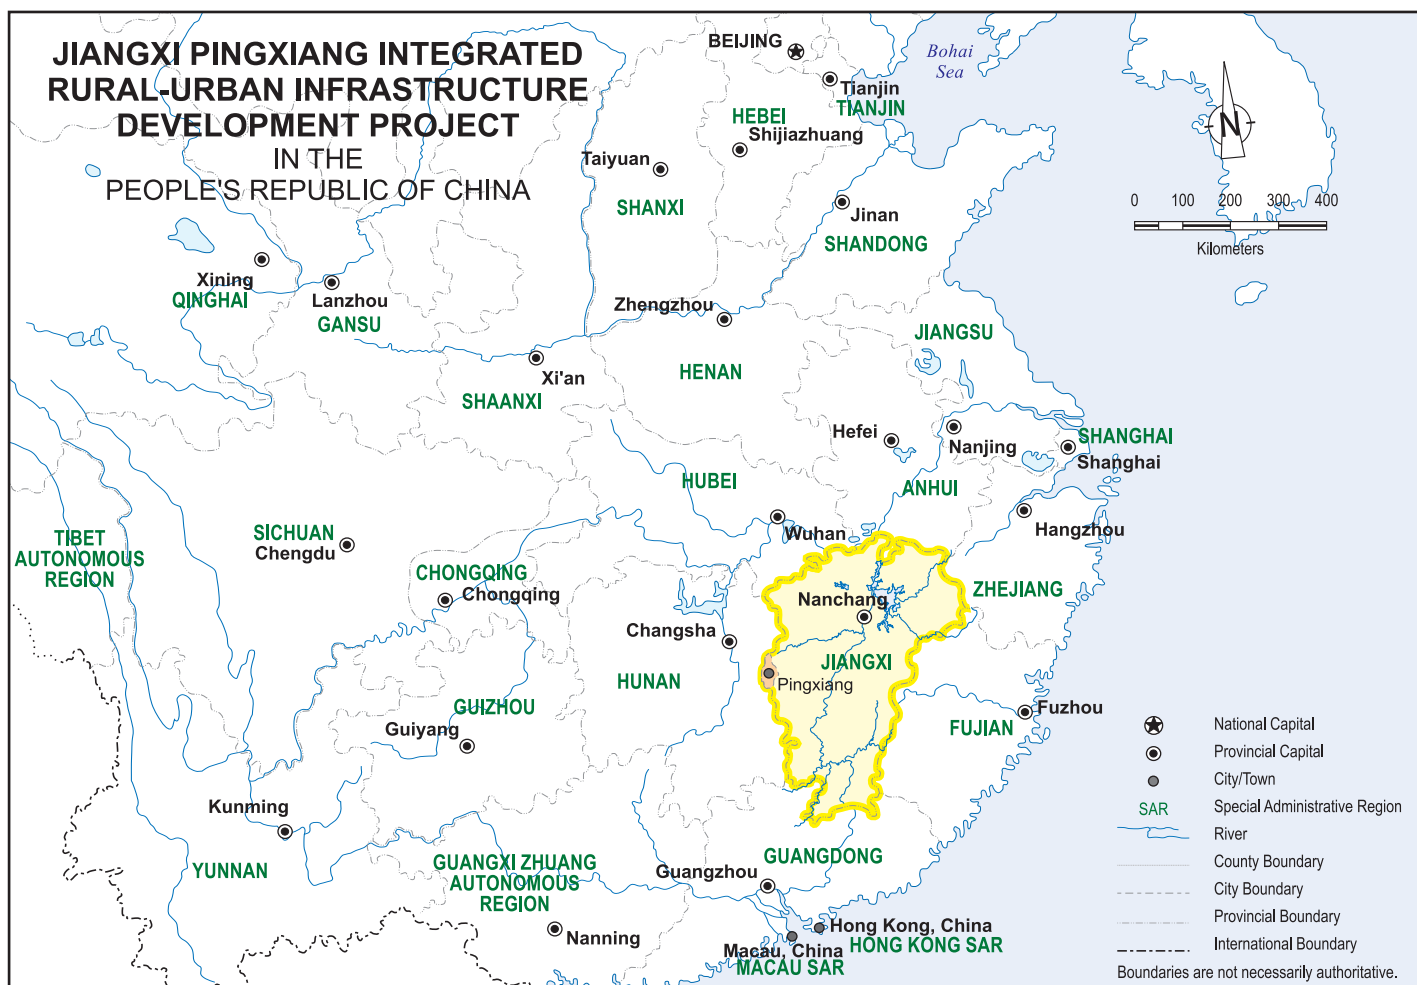 JIANGXI PINGXIANG INTEGRATED
RURAL-URBAN INFRASTRUCTURE
DEVELOPMENT PROJECT
IN THE
PEOPLE'S REPUBLIC OF CHINA
BEIJING
Bohai
Sea
Tianjin
TIANJIN
HEBEI
Shijiazhuang
Taiyuan
SHANXI
Jinan
SHANDONG
N
0 100 200 300 400
Kilometers
Xining
QINGHAI
Lanzhou
GANSU
Zhengzhou
JIANGSU
HENAN
Xi'an
SHAANXI
Hefei
Nanjing
SHANGHAI
Shanghai
HUBEI
ANHUI
Wuhan
Hangzhou
TIBET
AUTONOMOUS
REGION
SICHUAN
Chengdu
CHONGQING
Chongqing
ZHEJIANG
Nanchang
Changsha
JIANGXI
HUNAN
Pingxiang
GUIZHOU
Guiyang
Fuzhou
FUJIAN
Kunming
YUNNAN
GUANGXI ZHUANG
AUTONOMOUS
REGION
GUANGDONG
Guangzhou
Nanning
Hong Kong, China
HONG KONG SAR
Macau, China
MACAU SAR
National Capital
Provincial Capital
City/Town
SAR Special Administrative Region
River
County Boundary
City Boundary
Provincial Boundary
International Boundary
Boundaries are not necessarily authoritative.